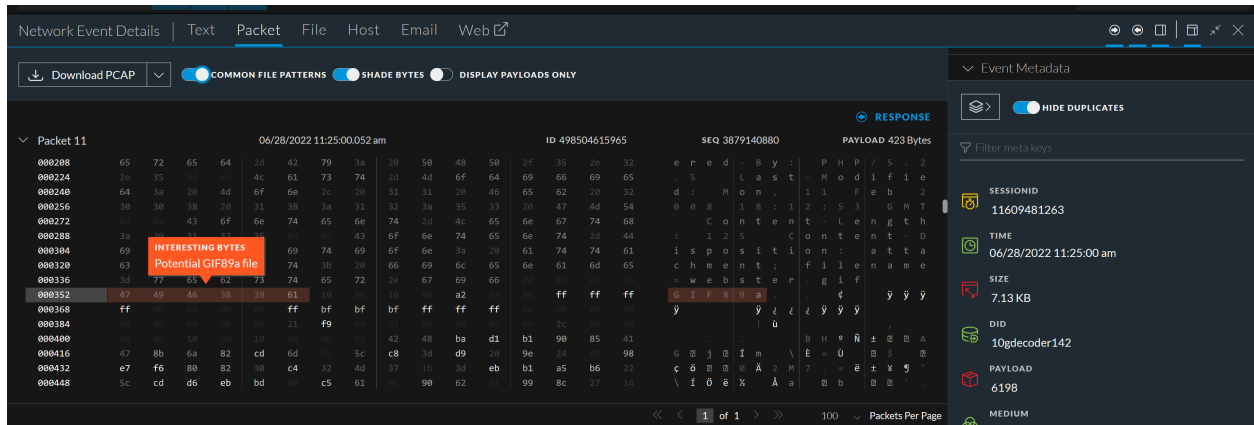 Network Event Details Text Packet File Host Email Web
Download PCAP COMMON FILE PATTERNS SHADE BYTES DISPLAY PAYLOADS ONLY
RESPONSE
Packet 11 06/28/2022 11:25:00.052 am ID 498504615965 SEQ 3879140880 PAYLOAD 423 Bytes
000208 65 72 65 64 2d 42 79 3a 20 50 48 50 2f 35 2e 32 e r e d - B y : P H P / 5 . 2
000224 2e 35 4c 61 73 74 2d 4d 6f 64 69 66 69 65 . 5 L a s t - M o d i f i e
000240 64 3a 20 4d 6f 6e 2c 20 31 31 20 46 65 62 20 32 d : M o n , 1 1 F e b 2
000256 30 30 38 20 31 38 3a 31 32 3a 35 33 20 47 4d 54 0 0 8 1 8 : 1 2 : 5 3 G M T
000272 43 6f 6e 74 65 6e 74 2d 4c 65 6e 67 74 68 C o n t e n t - L e n g t h
000288 3a 20 31 32 35 43 6f 6e 74 65 6e 74 2d 44 : 1 2 5 C o n t e n t - D
000304 69 69 74 69 6f 6e 3a 20 61 74 74 61 i s p o s i t i o n : a t t a
000320 63 74 3b 20 66 69 6c 65 6e 61 6d 65 c h m e n t ; f i l e n a m e
000336 3d 77 65 62 73 74 65 72 2e 67 69 66 = w e b s t e r . g i f
000352 47 49 46 38 39 61 10 10 a2 ff ff ff G I F 8 9 a ¢ ÿ ÿ ÿ
000368 ff ff bf bf bf ff ff ff ÿ ÿ ¿ ¿ ¿ ÿ ÿ ÿ
000384 21 f9 2c ! ù ,
000400 10 10 42 48 ba d1 b1 90 85 41 B H º Ñ ± A
000416 47 8b 6a 82 cd 6d 5c c8 3d d9 20 9e 24 98 G j Í m \ È = Ù $
000432 e7 f6 80 82 30 c4 32 4d 37 1b 3d eb b1 a5 b6 22 ç ö 0 Ä 2 M 7 . = ë ± ¥ ¶ "
000448 5c cd d6 eb bd c5 61 90 62 99 8c 27 14 \ Í Ö ë ½ Å a b '
INTERESTING BYTES
Potential GIF89a file
1 of 1 100 Packets Per Page
Event Metadata
HIDE DUPLICATES
Filter meta keys
SESSIONID
11609481263
TIME
06/28/2022 11:25:00 am
SIZE
7.13 KB
DID
10gdecoder142
PAYLOAD
6198
MEDIUM